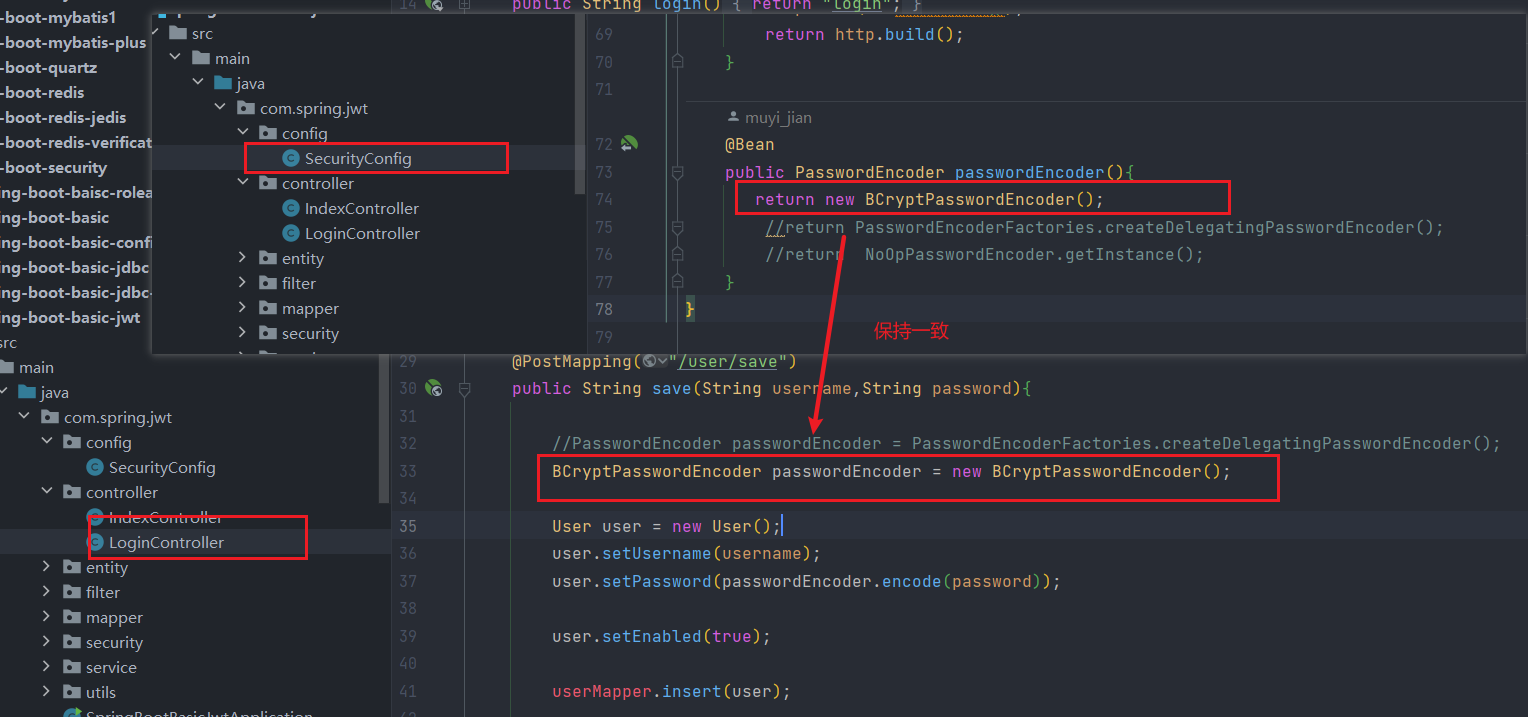 -boot-mybatis1
-boot-mybatis-plus
-boot-quartz
-boot-redis
-boot-redis-jedis
-boot-redis-verificat
-boot-security
ing-boot-baisc-rolea
ing-boot-basic
ing-boot-basic-confi
ing-boot-basic-jdbc
ing-boot-basic-jdbc-
ing-boot-basic-jwt
src
main
java
com.spring.jwt
config
SecurityConfig
controller
IndexController
LoginController
entity
filter
mapper
security
14 public String login() { return "login"; }
69 return http.build();
70 }
71
muyi_jian
72 @Bean
73 public PasswordEncoder passwordEncoder(){
74 return new BCryptPasswordEncoder();
75 //return PasswordEncoderFactories.createDelegatingPasswordEncoder();
76 //return NoOpPasswordEncoder.getInstance();
77 }
78 }
79
保持一致
src
main
java
com.spring.jwt
config
SecurityConfig
controller
IndexController
LoginController
entity
filter
mapper
security
service
utils
SpringBootBasicJwtApplication
29 @PostMapping("/user/save")
30 public String save(String username,String password){
31
32 //PasswordEncoder passwordEncoder = PasswordEncoderFactories.createDelegatingPasswordEncoder();
33 BCryptPasswordEncoder passwordEncoder = new BCryptPasswordEncoder();
34
35 User user = new User();
36 user.setUsername(username);
37 user.setPassword(passwordEncoder.encode(password));
38
39 user.setEnabled(true);
40
41 userMapper.insert(user);